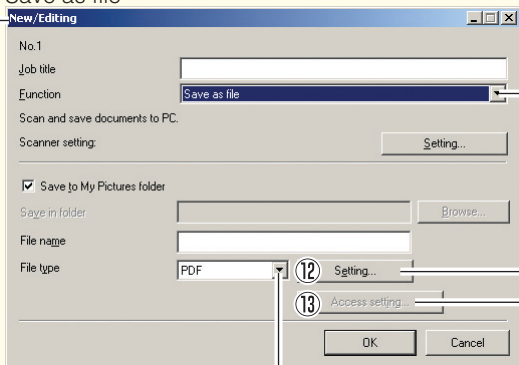 Save as file
New/Editing
No.1
Job title
Function Save as file
Scan and save documents to PC.
Scanner setting: Setting...
Save to My Pictures folder
Save in folder Browse...
File name
File type PDF ⑫ Setting...
⑬ Access setting...
OK Cancel